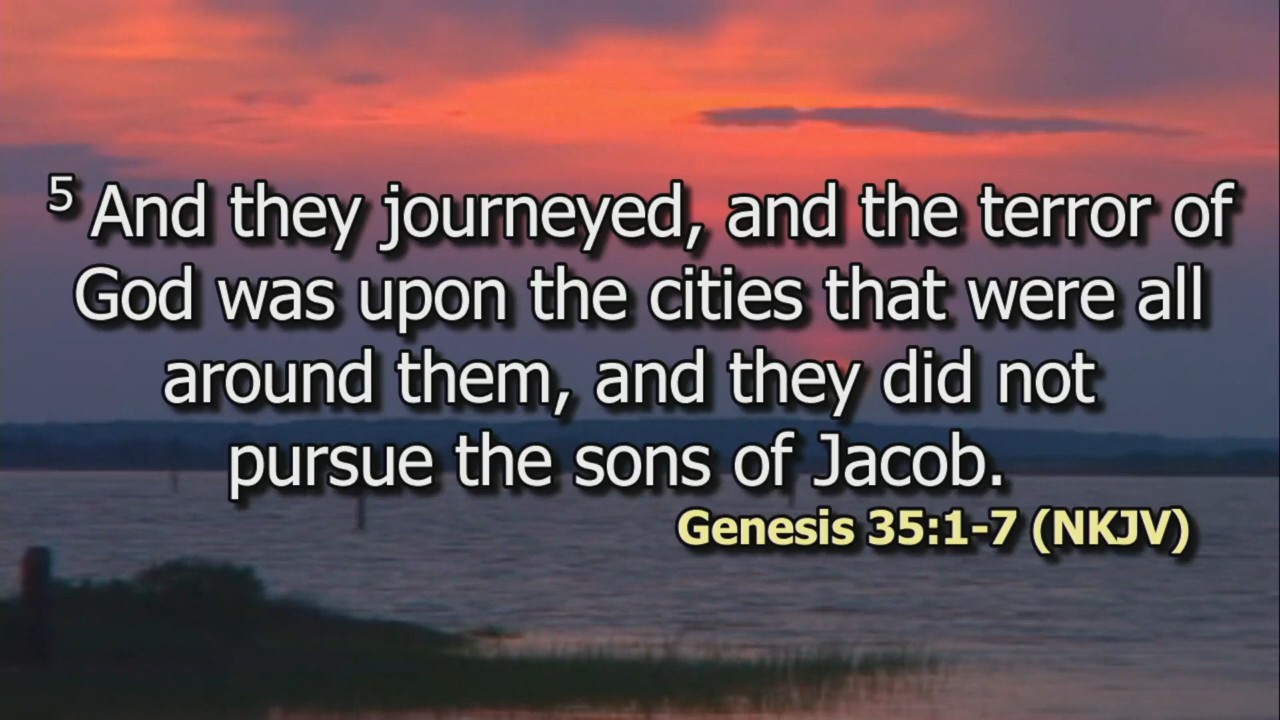 5 And they journeyed, and the terror of
God was upon the cities that were all
around them, and they did not
pursue the sons of Jacob.
Genesis 35:1-7 (NKJV)